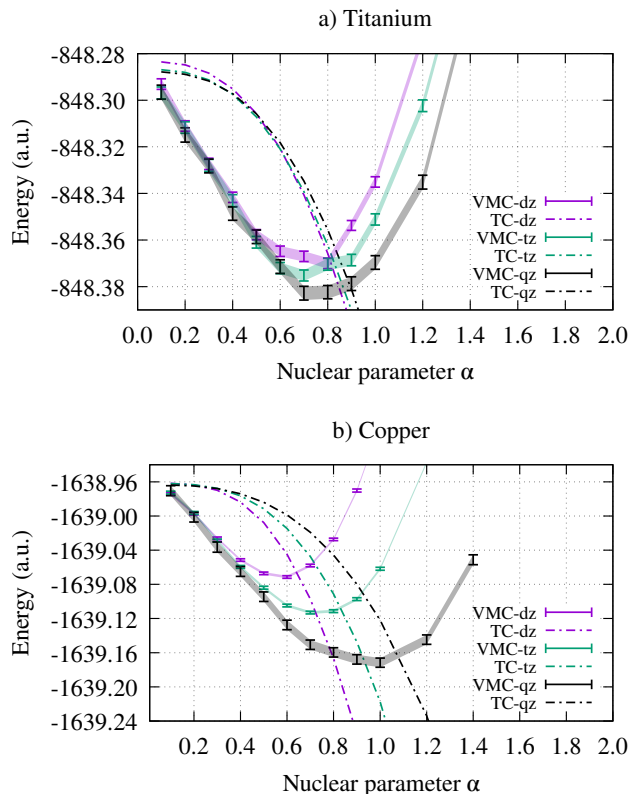 a) Titanium
Energy (a.u.)
-848.28
-848.30
-848.32
-848.34
-848.36
-848.38
0.0 0.2 0.4 0.6 0.8 1.0 1.2 1.4 1.6 1.8 2.0
Nuclear parameter α
VMC-dz
TC-dz
VMC-tz
TC-tz
VMC-qz
TC-qz
b) Copper
Energy (a.u.)
-1638.96
-1639.00
-1639.04
-1639.08
-1639.12
-1639.16
-1639.20
-1639.24
0.2 0.4 0.6 0.8 1.0 1.2 1.4 1.6 1.8 2.0
Nuclear parameter α
VMC-dz
TC-dz
VMC-tz
TC-tz
VMC-qz
TC-qz